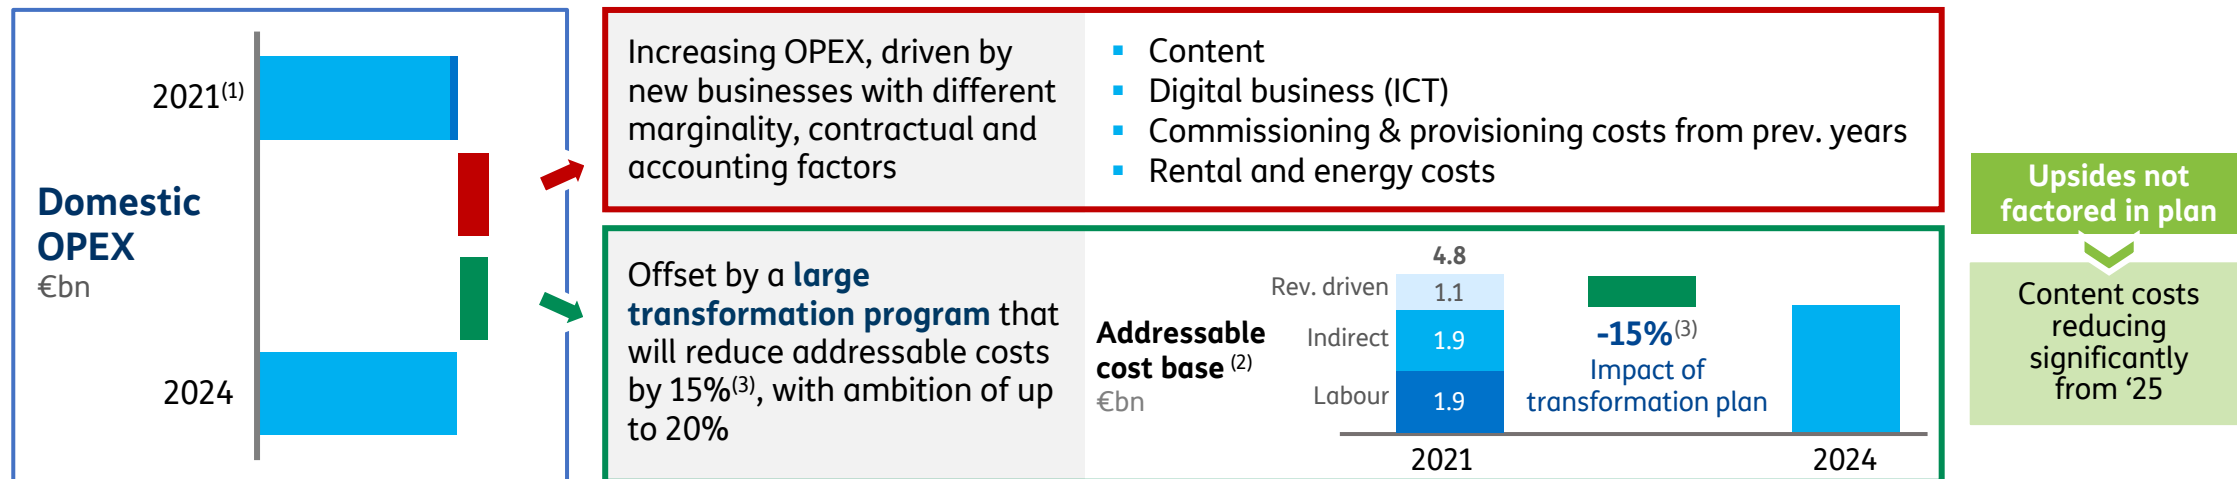 2021(1)
Domestic
OPEX
€bn
2024
Increasing OPEX, driven by
new businesses with different
marginality, contractual and
accounting factors
▪ Content
▪ Digital business (ICT)
▪ Commissioning & provisioning costs from prev. years
▪ Rental and energy costs
Offset by a large
transformation program that
will reduce addressable costs
by 15%(3), with ambition of up
to 20%
Addressable
cost base (2)
€bn
4.8
Rev. driven 1.1
Indirect 1.9
Labour 1.9
-15%(3)
Impact of
transformation plan
2021 2024
Upsides not
factored in plan
Content costs
reducing
significantly
from ‘25